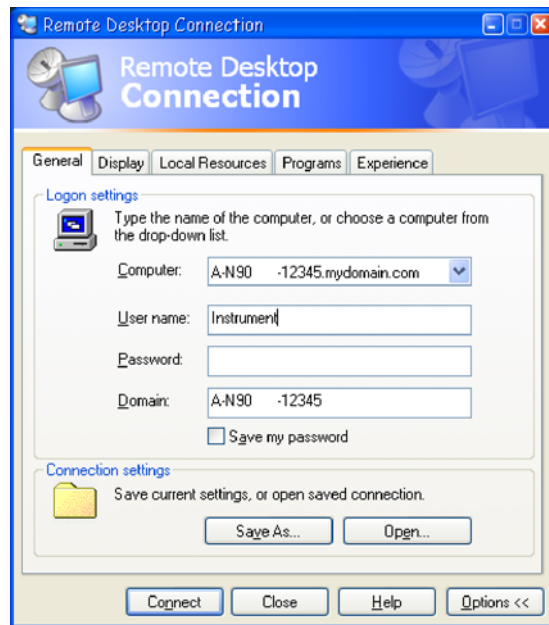 Remote Desktop Connection
Remote Desktop
Connection
General Display Local Resources Programs Experience
Logon settings
Type the name of the computer, or choose a computer from
the drop-down list.
Computer: A-N90 -12345.mydomain.com
User name: Instrument
Password:
Domain: A-N90 -12345
Save my password
Connection settings
Save current settings, or open saved connection.
Save As... Open...
Connect Close Help Options <<